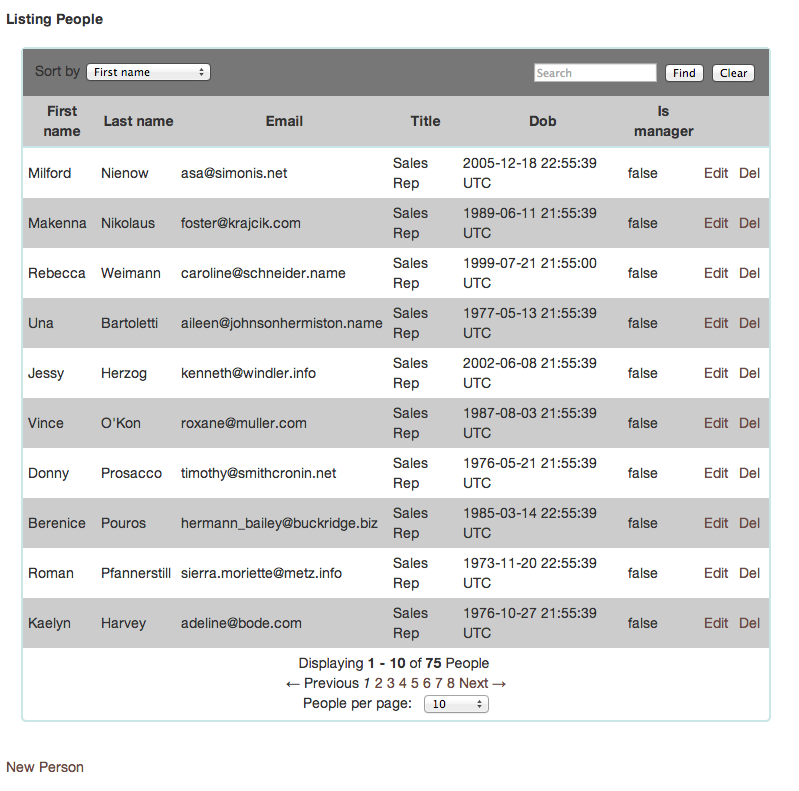 Listing People
Sort by First name Search Find Clear
First name Last name Email Title Dob Is manager
Milford Nienow asa@simonis.net Sales Rep 2005-12-18 22:55:39 UTC false Edit Del
Makenna Nikolaus foster@krajcik.com Sales Rep 1989-06-11 21:55:39 UTC false Edit Del
Rebecca Weimann caroline@schneider.name Sales Rep 1999-07-21 21:55:00 UTC false Edit Del
Una Bartoletti aileen@johnsonhermiston.name Sales Rep 1977-05-13 21:55:39 UTC false Edit Del
Jessy Herzog kenneth@windler.info Sales Rep 2002-06-08 21:55:39 UTC false Edit Del
Vince O'Kon roxane@muller.com Sales Rep 1987-08-03 21:55:39 UTC false Edit Del
Donny Prosacco timothy@smithcronin.net Sales Rep 1976-05-21 21:55:39 UTC false Edit Del
Berenice Pouros hermann_bailey@buckridge.biz Sales Rep 1985-03-14 22:55:39 UTC false Edit Del
Roman Pfannerstill sierra.moriette@metz.info Sales Rep 1973-11-20 22:55:39 UTC false Edit Del
Kaelyn Harvey adeline@bode.com Sales Rep 1976-10-27 21:55:39 UTC false Edit Del
Displaying 1 - 10 of 75 People
← Previous 1 2 3 4 5 6 7 8 Next →
People per page: 10
New Person